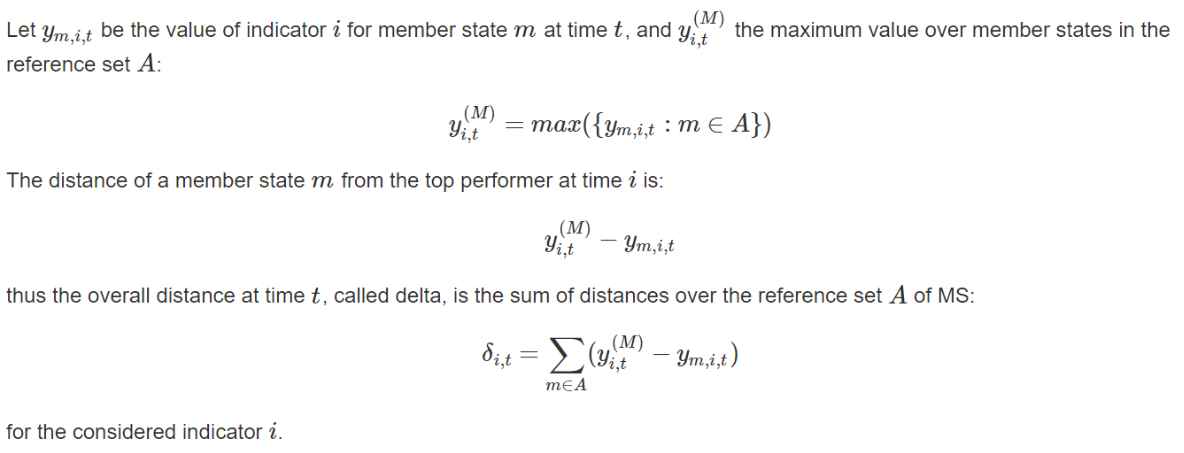 Let $y_{m,i,t}$ be the value of indicator $i$ for member state $m$ at time $t$, and $y_{i,t}^{(M)}$ the maximum value over member states in the
reference set $A$:
$$y_{i,t}^{(M)} = max(\{y_{m,i,t} : m \in A\})$$
The distance of a member state $m$ from the top performer at time $i$ is:
$$y_{i,t}^{(M)} - y_{m,i,t}$$
thus the overall distance at time $t$, called delta, is the sum of distances over the reference set $A$ of MS:
$$\delta_{i,t} = \sum_{m \in A} (y_{i,t}^{(M)} - y_{m,i,t})$$
for the considered indicator $i$.